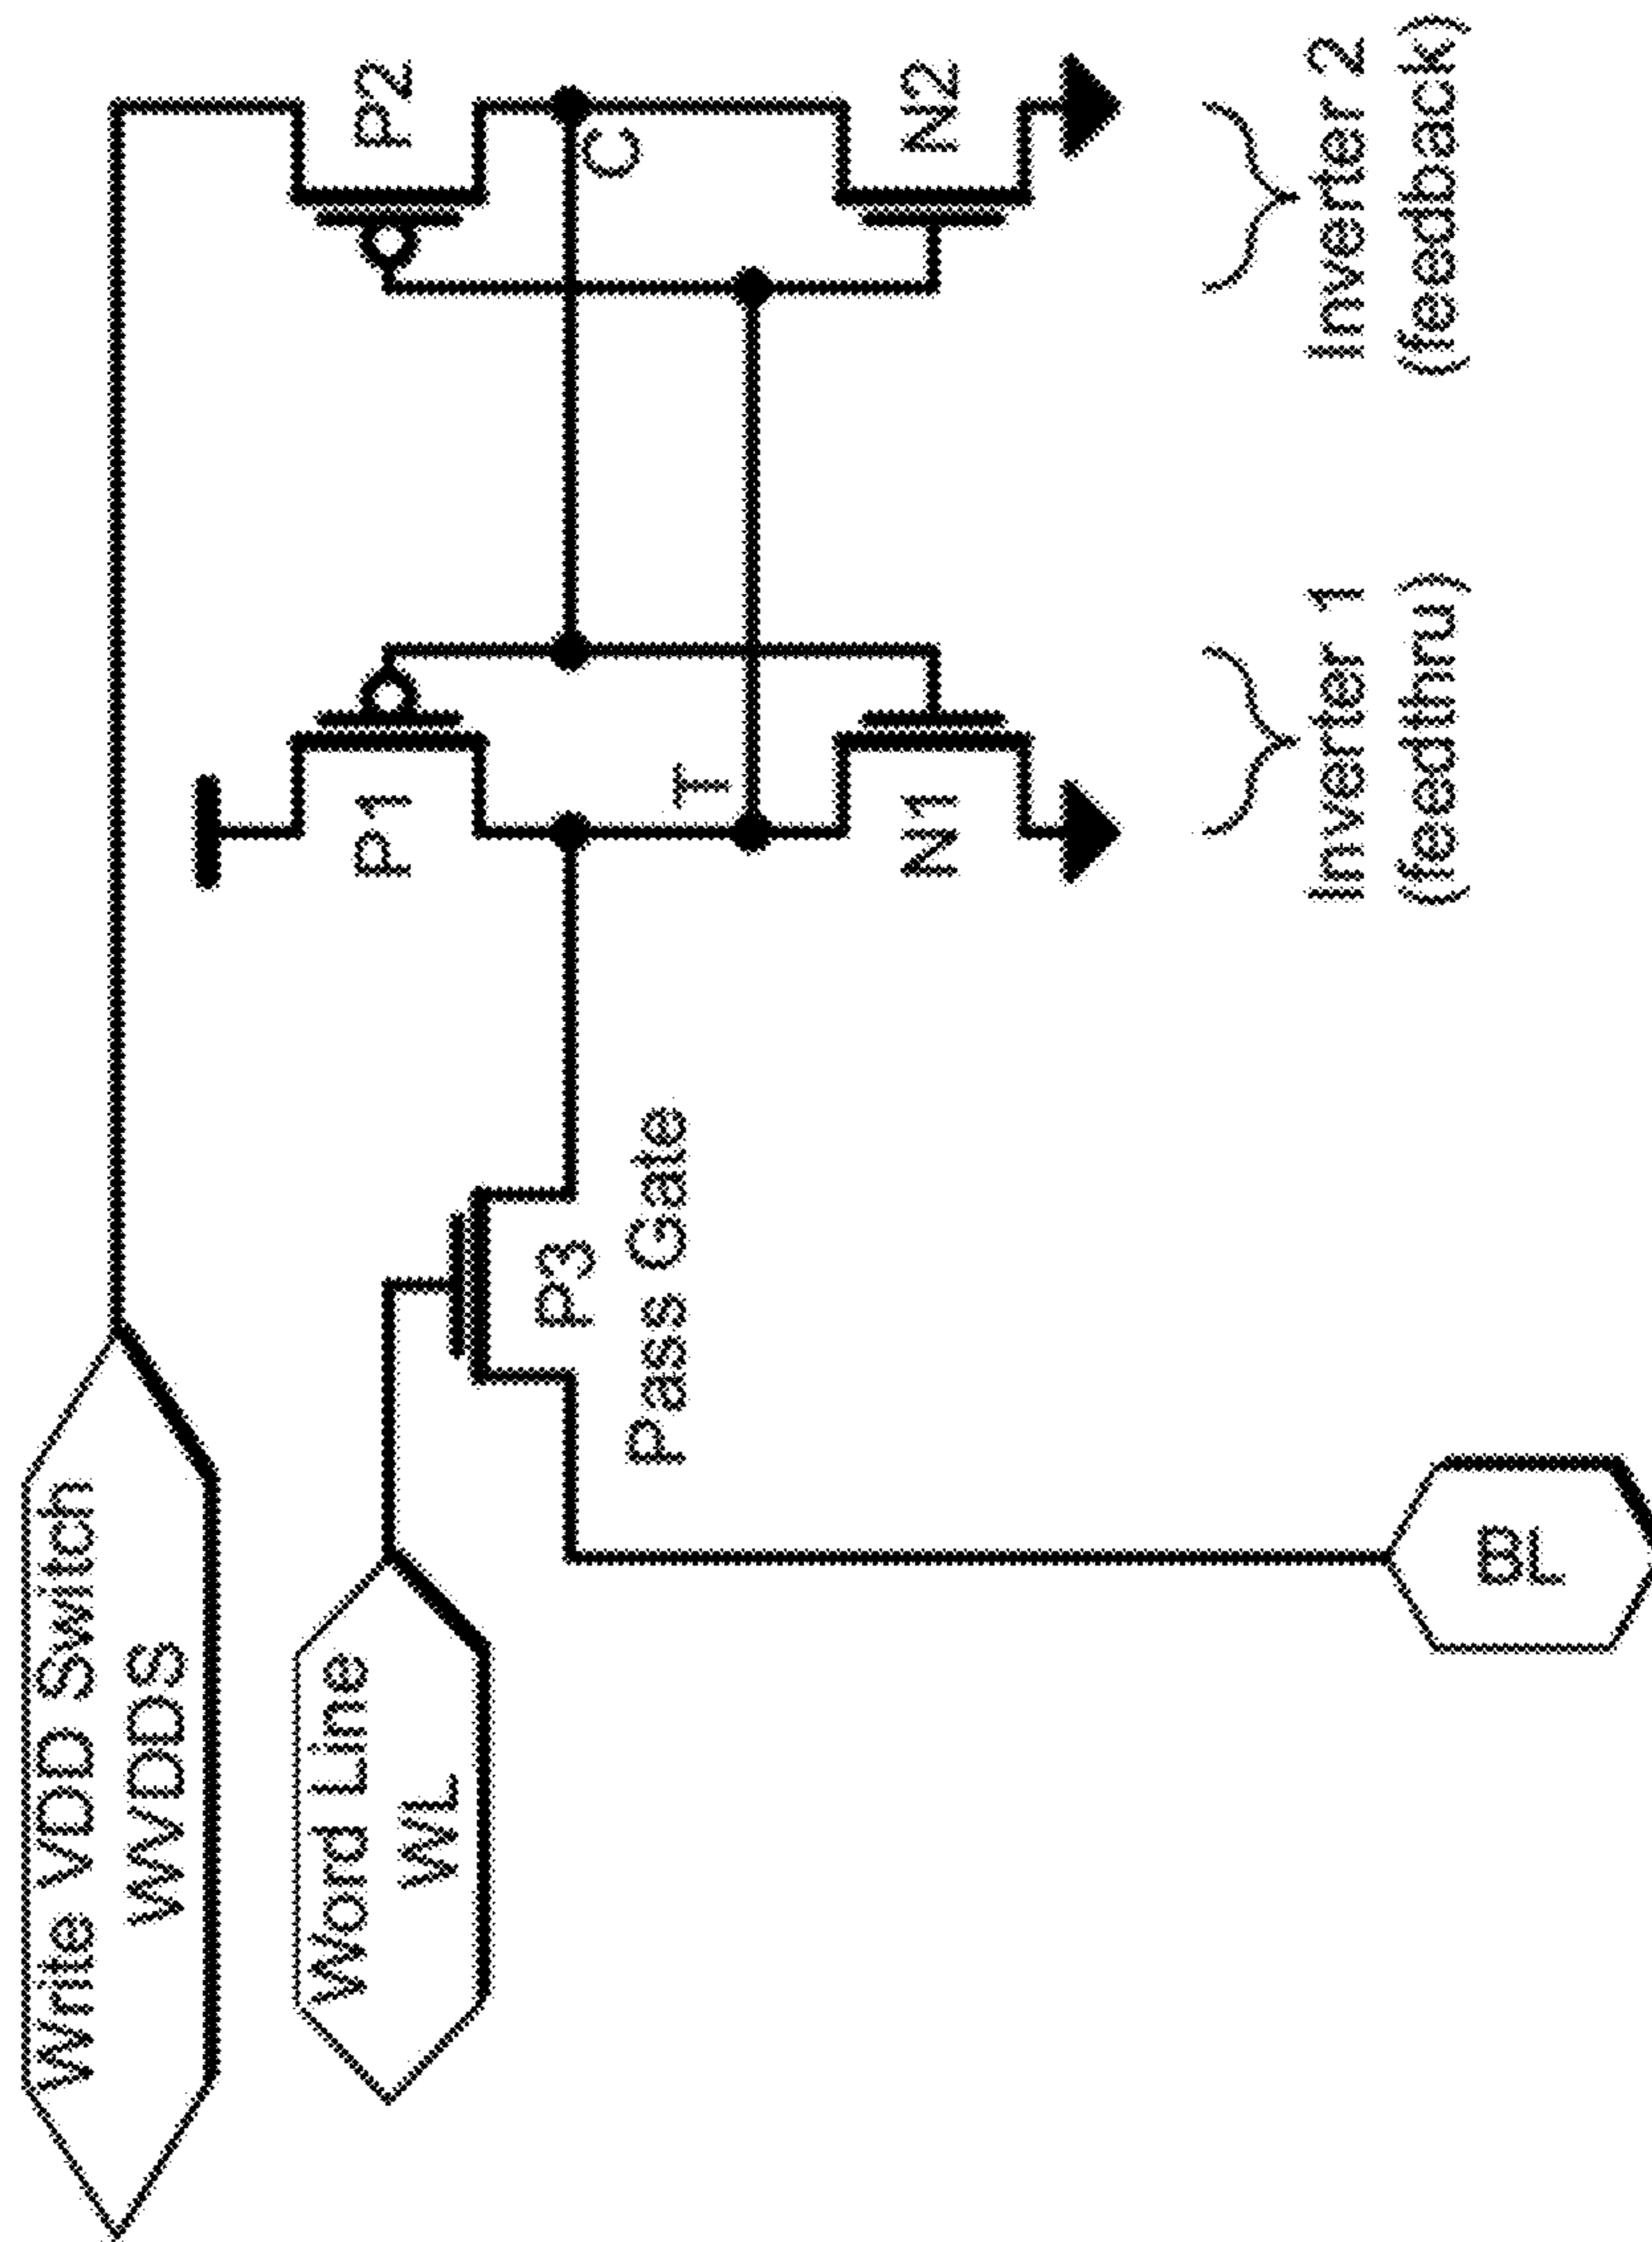 Write VDD Switch
WVDDS
Word Line
WL
P3
Pass Gate
BL
P1
T
N1
P2
C
N2
Inverter 1
(feedthru)
Inverter 2
(feedback)